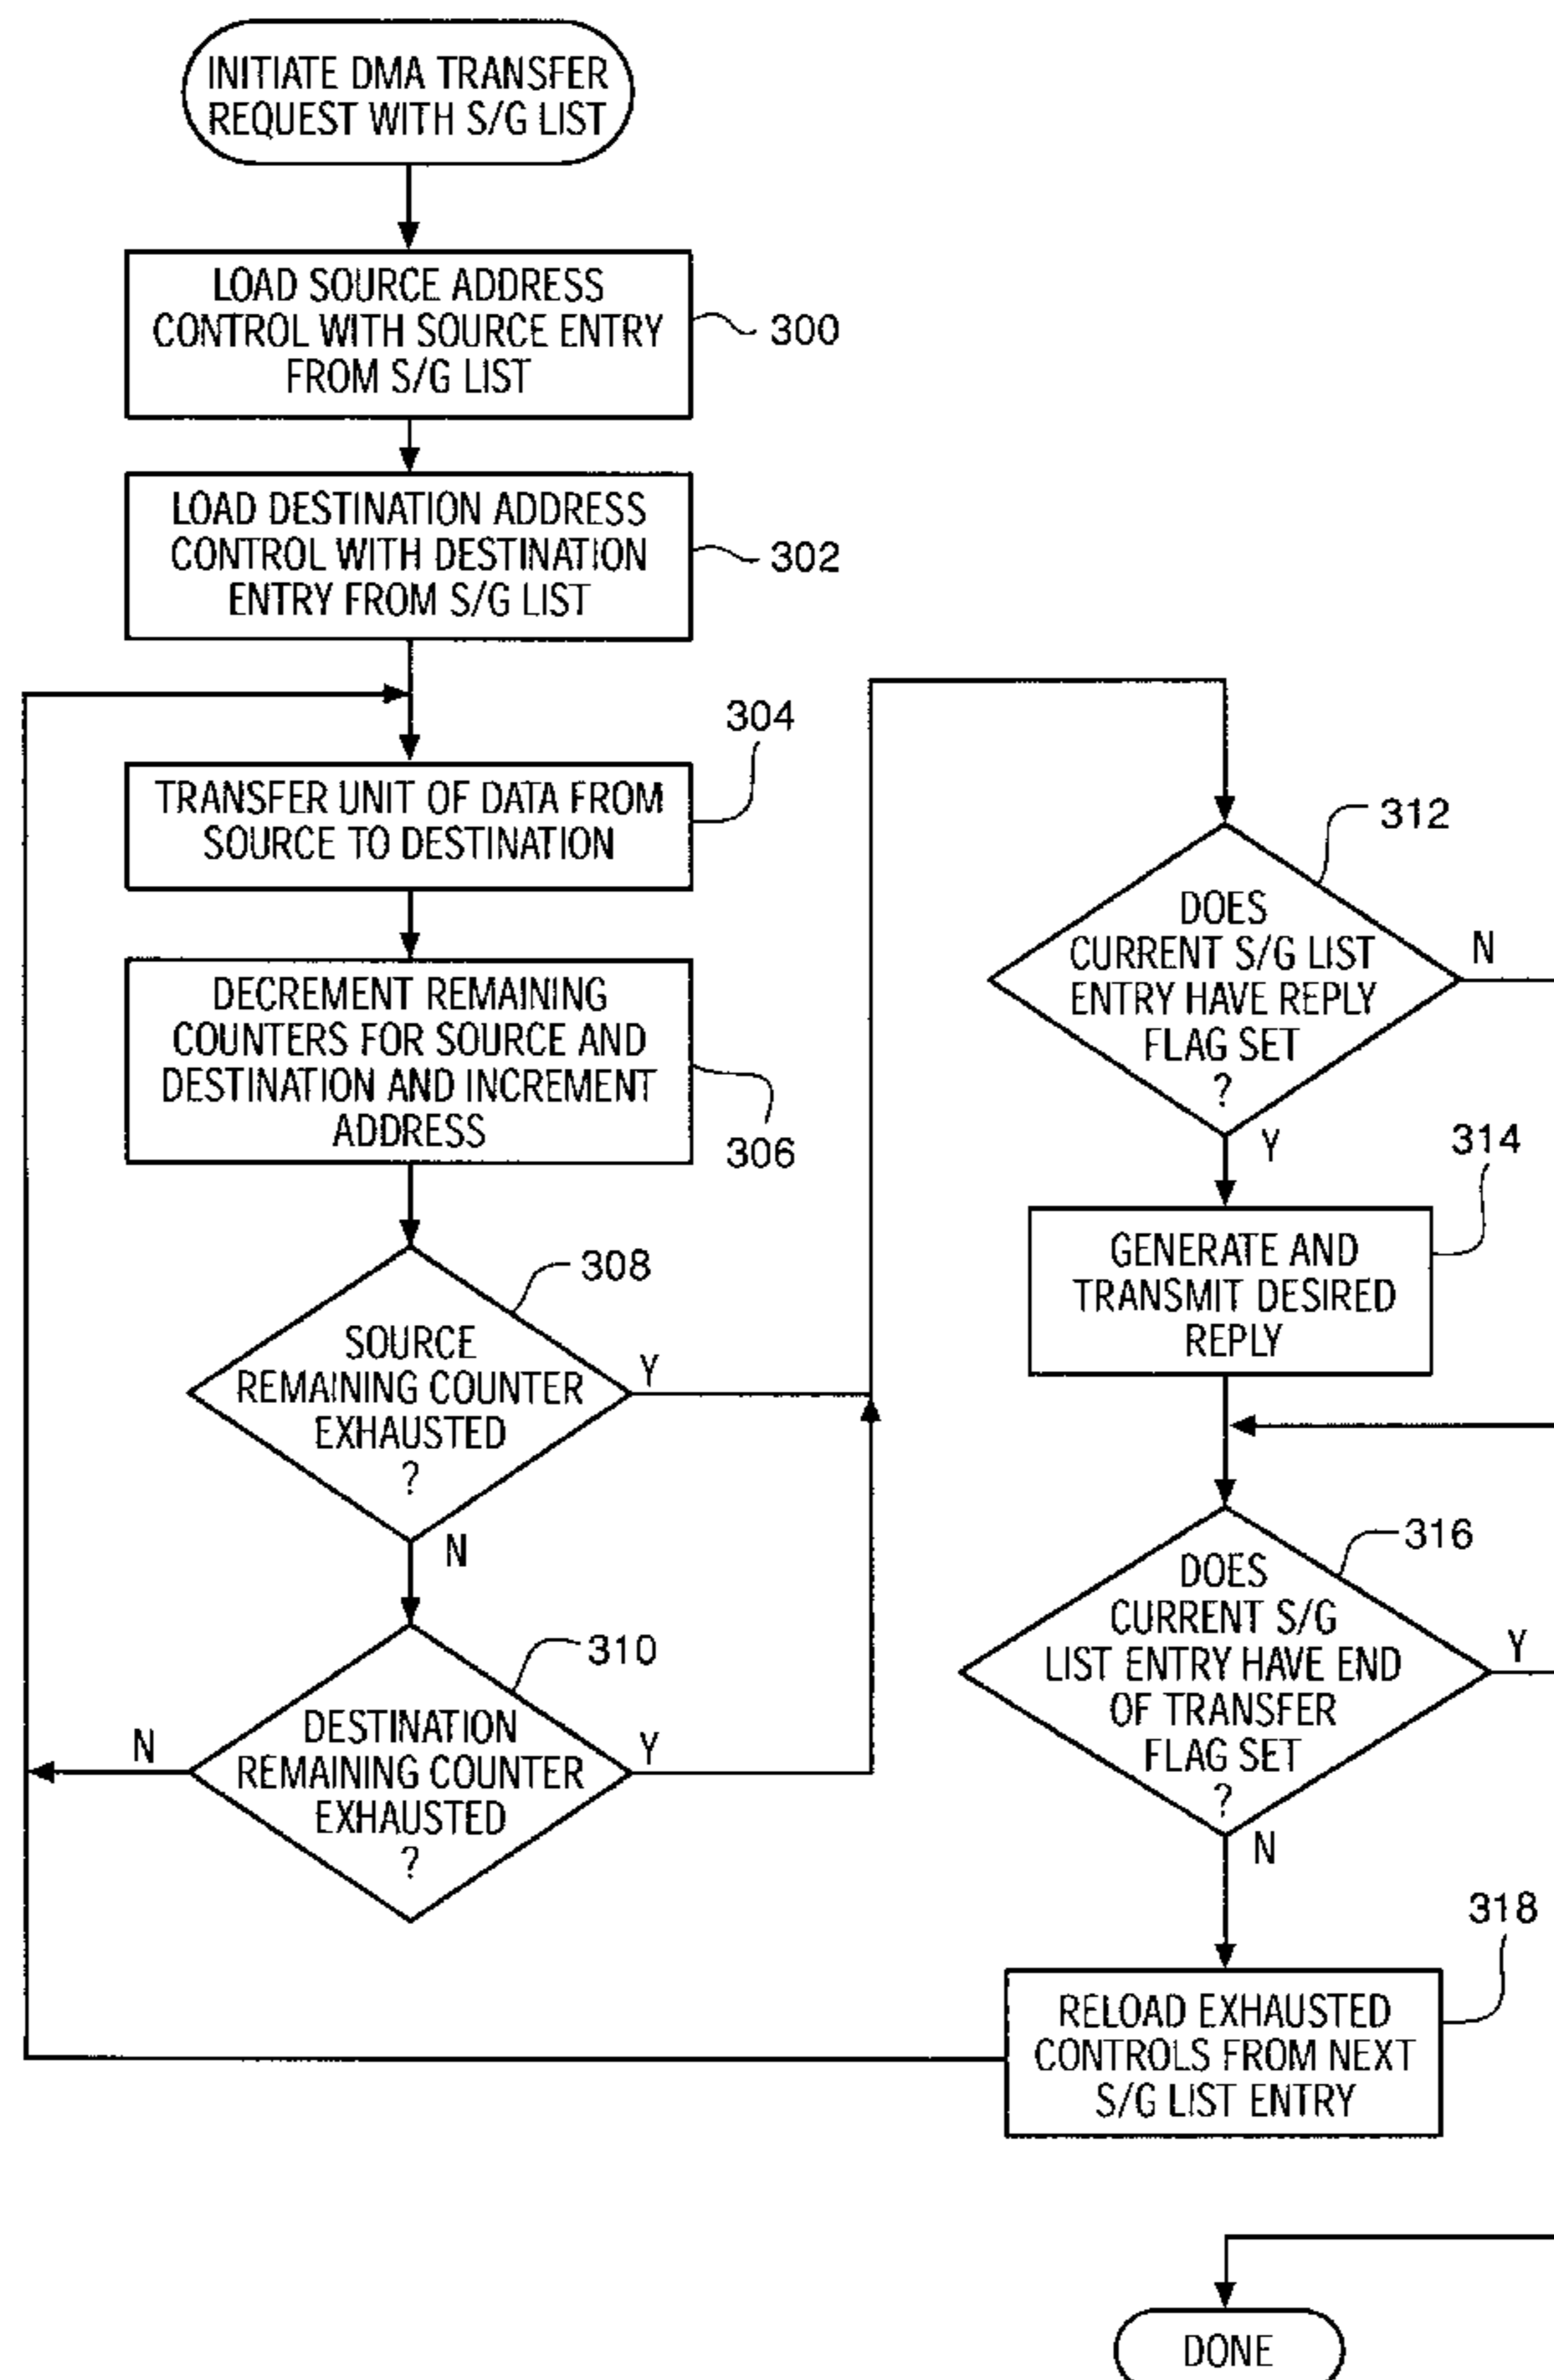 INITIATE DMA TRANSFER
REQUEST WITH S/G LIST
LOAD SOURCE ADDRESS
CONTROL WITH SOURCE ENTRY
FROM S/G LIST
300
LOAD DESTINATION ADDRESS
CONTROL WITH DESTINATION
ENTRY FROM S/G LIST
302
304
TRANSFER UNIT OF DATA FROM
SOURCE TO DESTINATION
DECREMENT REMAINING
COUNTERS FOR SOURCE AND
DESTINATION AND INCREMENT
ADDRESS
306
308
SOURCE
REMAINING COUNTER
EXHAUSTED
?
Y
N
310
DESTINATION
REMAINING COUNTER
EXHAUSTED
?
N
Y
312
DOES
CURRENT S/G LIST
ENTRY HAVE REPLY
FLAG SET
?
N
Y
314
GENERATE AND
TRANSMIT DESIRED
REPLY
316
DOES
CURRENT S/G
LIST ENTRY HAVE END
OF TRANSFER
FLAG SET
?
Y
N
318
RELOAD EXHAUSTED
CONTROLS FROM NEXT
S/G LIST ENTRY
DONE